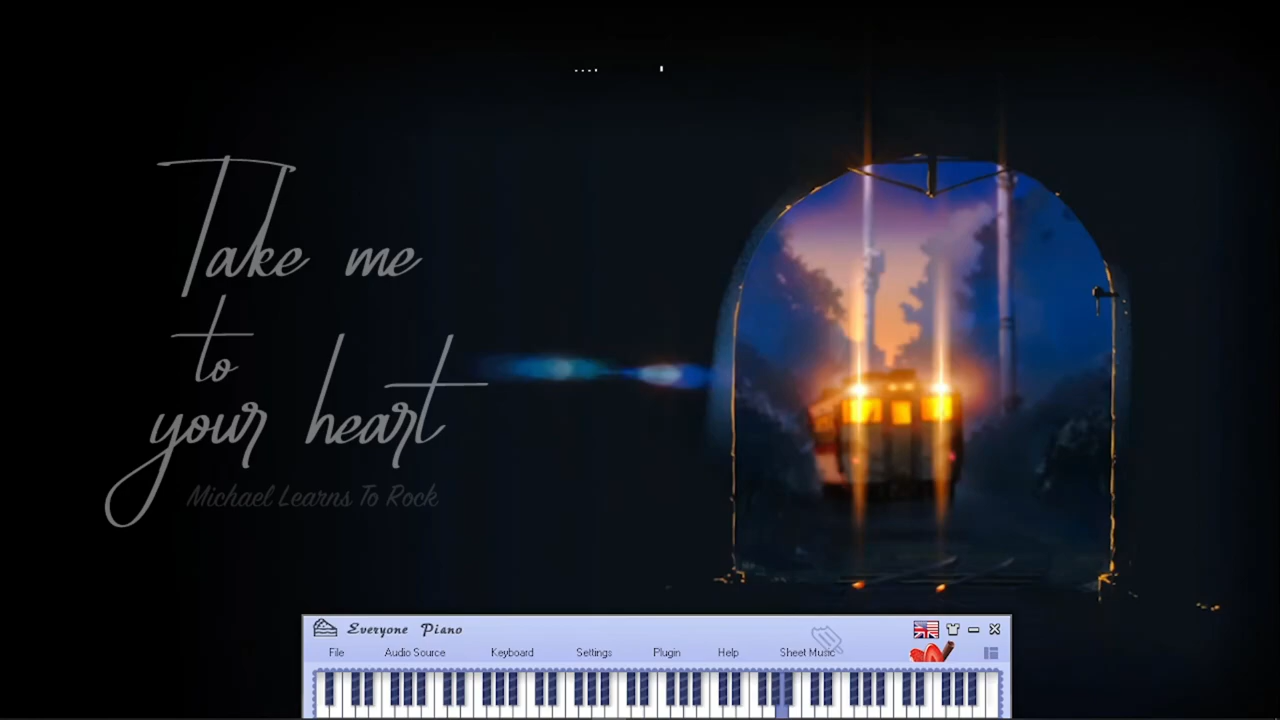 Take me
to
your heart
Michael Learns To Rock
Everyone Piano
File Audio Source Keyboard Settings Plugin Help Sheet Music